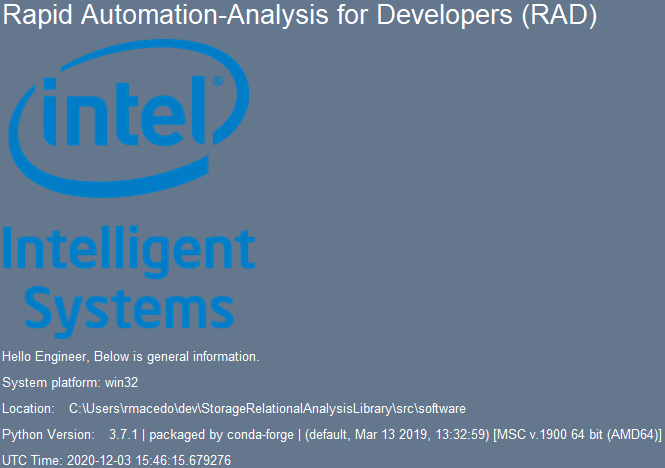 Rapid Automation-Analysis for Developers (RAD)
intel®
Intelligent
Systems
Hello Engineer, Below is general information.
System platform: win32
Location: C:\Users\rmacedo\dev\StorageRelationalAnalysisLibrary\src\software
Python Version: 3.7.1 | packaged by conda-forge | (default, Mar 13 2019, 13:32:59) [MSC v.1900 64 bit (AMD64)]
UTC Time: 2020-12-03 15:46:15.679276